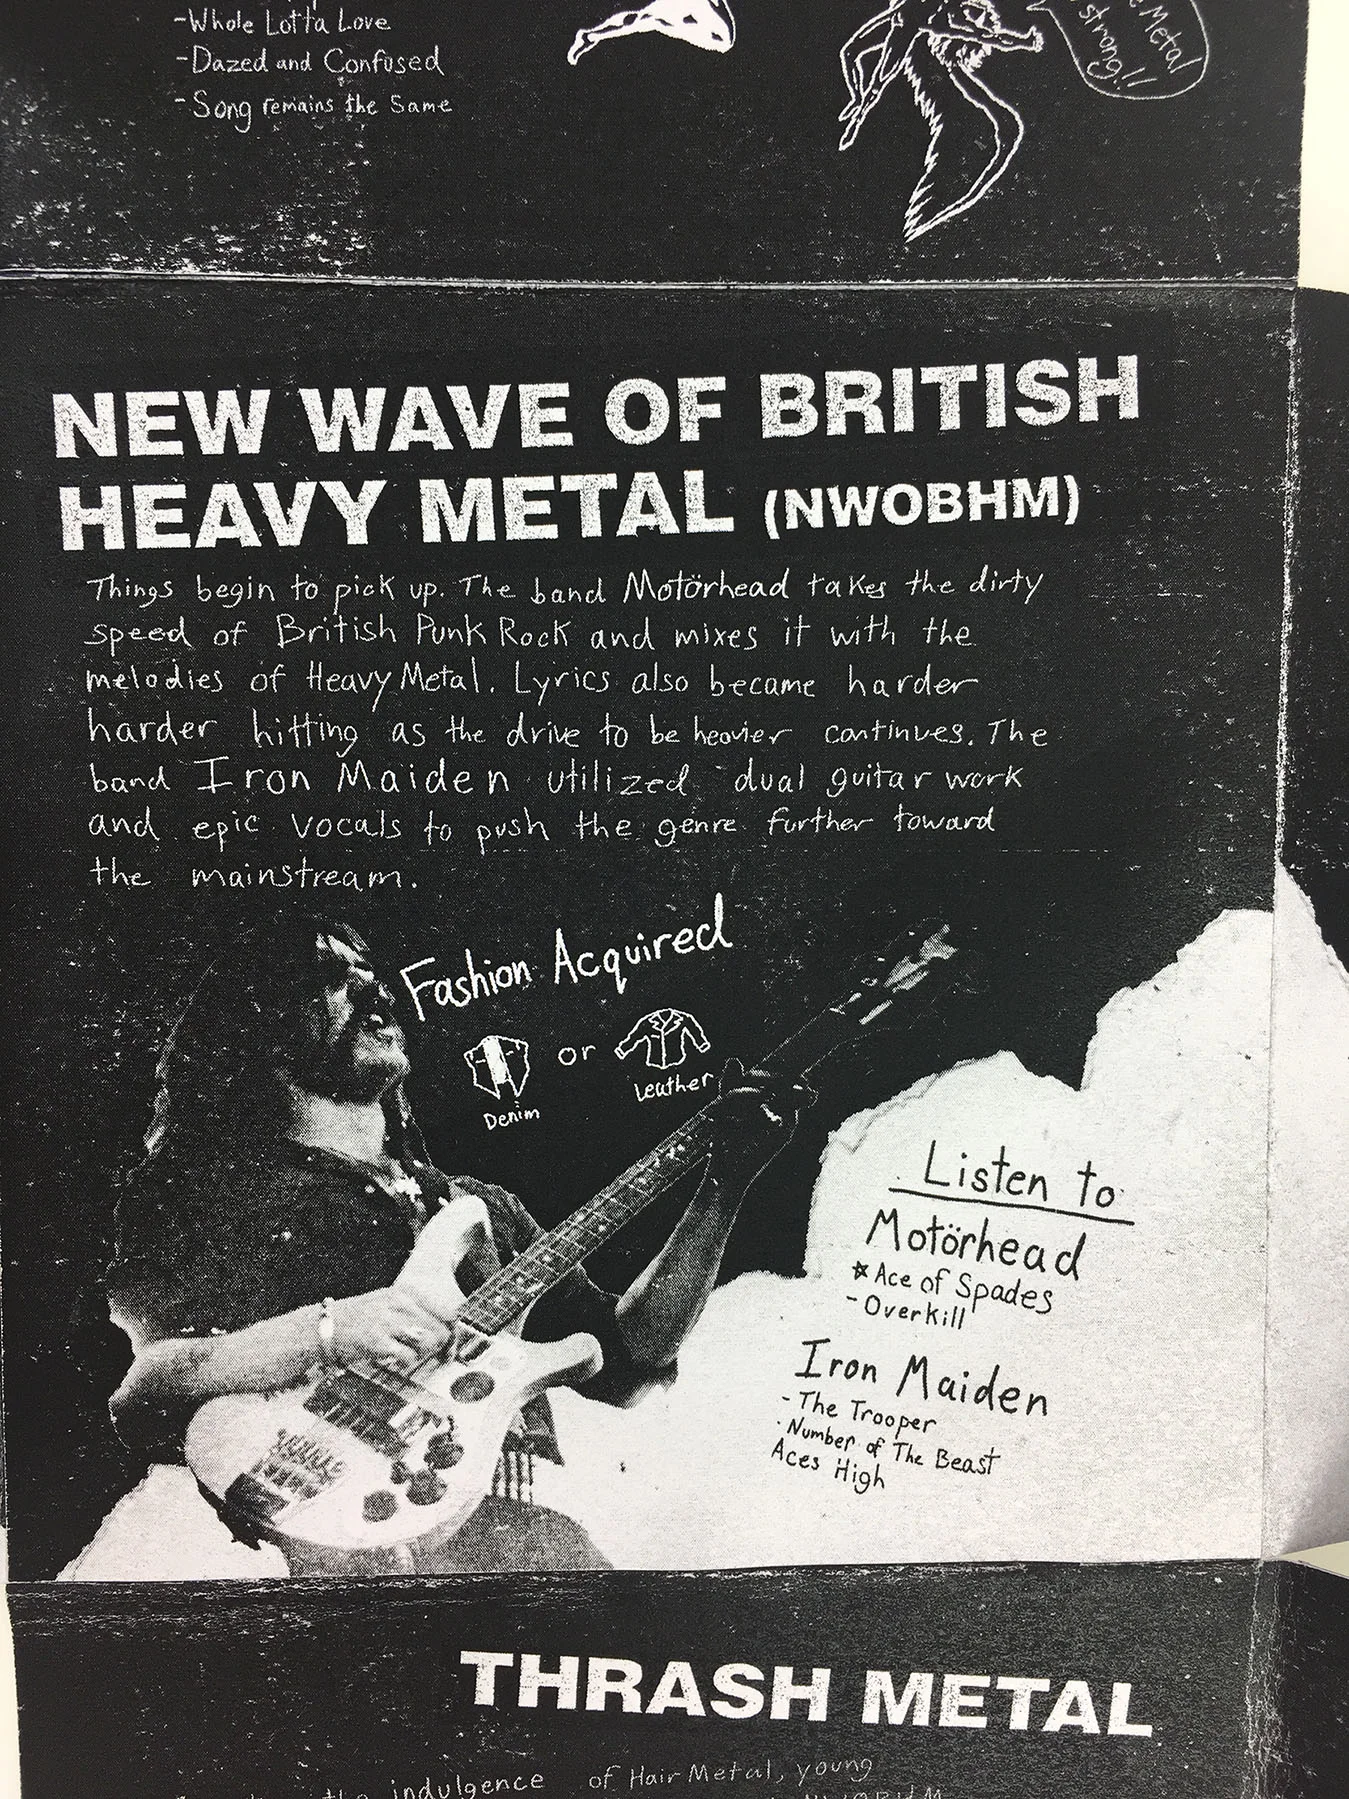 -Whole Lotta Love
-Dazed and Confused
-Song remains the Same
Metal
strong!!
NEW WAVE OF BRITISH
HEAVY METAL (NWOBHM)
Things begin to pick up. The band Motörhead takes the dirty
speed of British Punk Rock and mixes it with the
melodies of Heavy Metal. Lyrics also became harder
harder hitting as the drive to be heavier continues. The
band Iron Maiden utilized dual guitar work
and epic vocals to push the genre further toward
the mainstream.
Fashion Acquired
Denim or Leather
Listen to
Motörhead
*Ace of Spades
-Overkill
Iron Maiden
-The Trooper
·Number of The Beast
Aces High
THRASH METAL
the indulgence of Hair Metal, young
NWOBHM